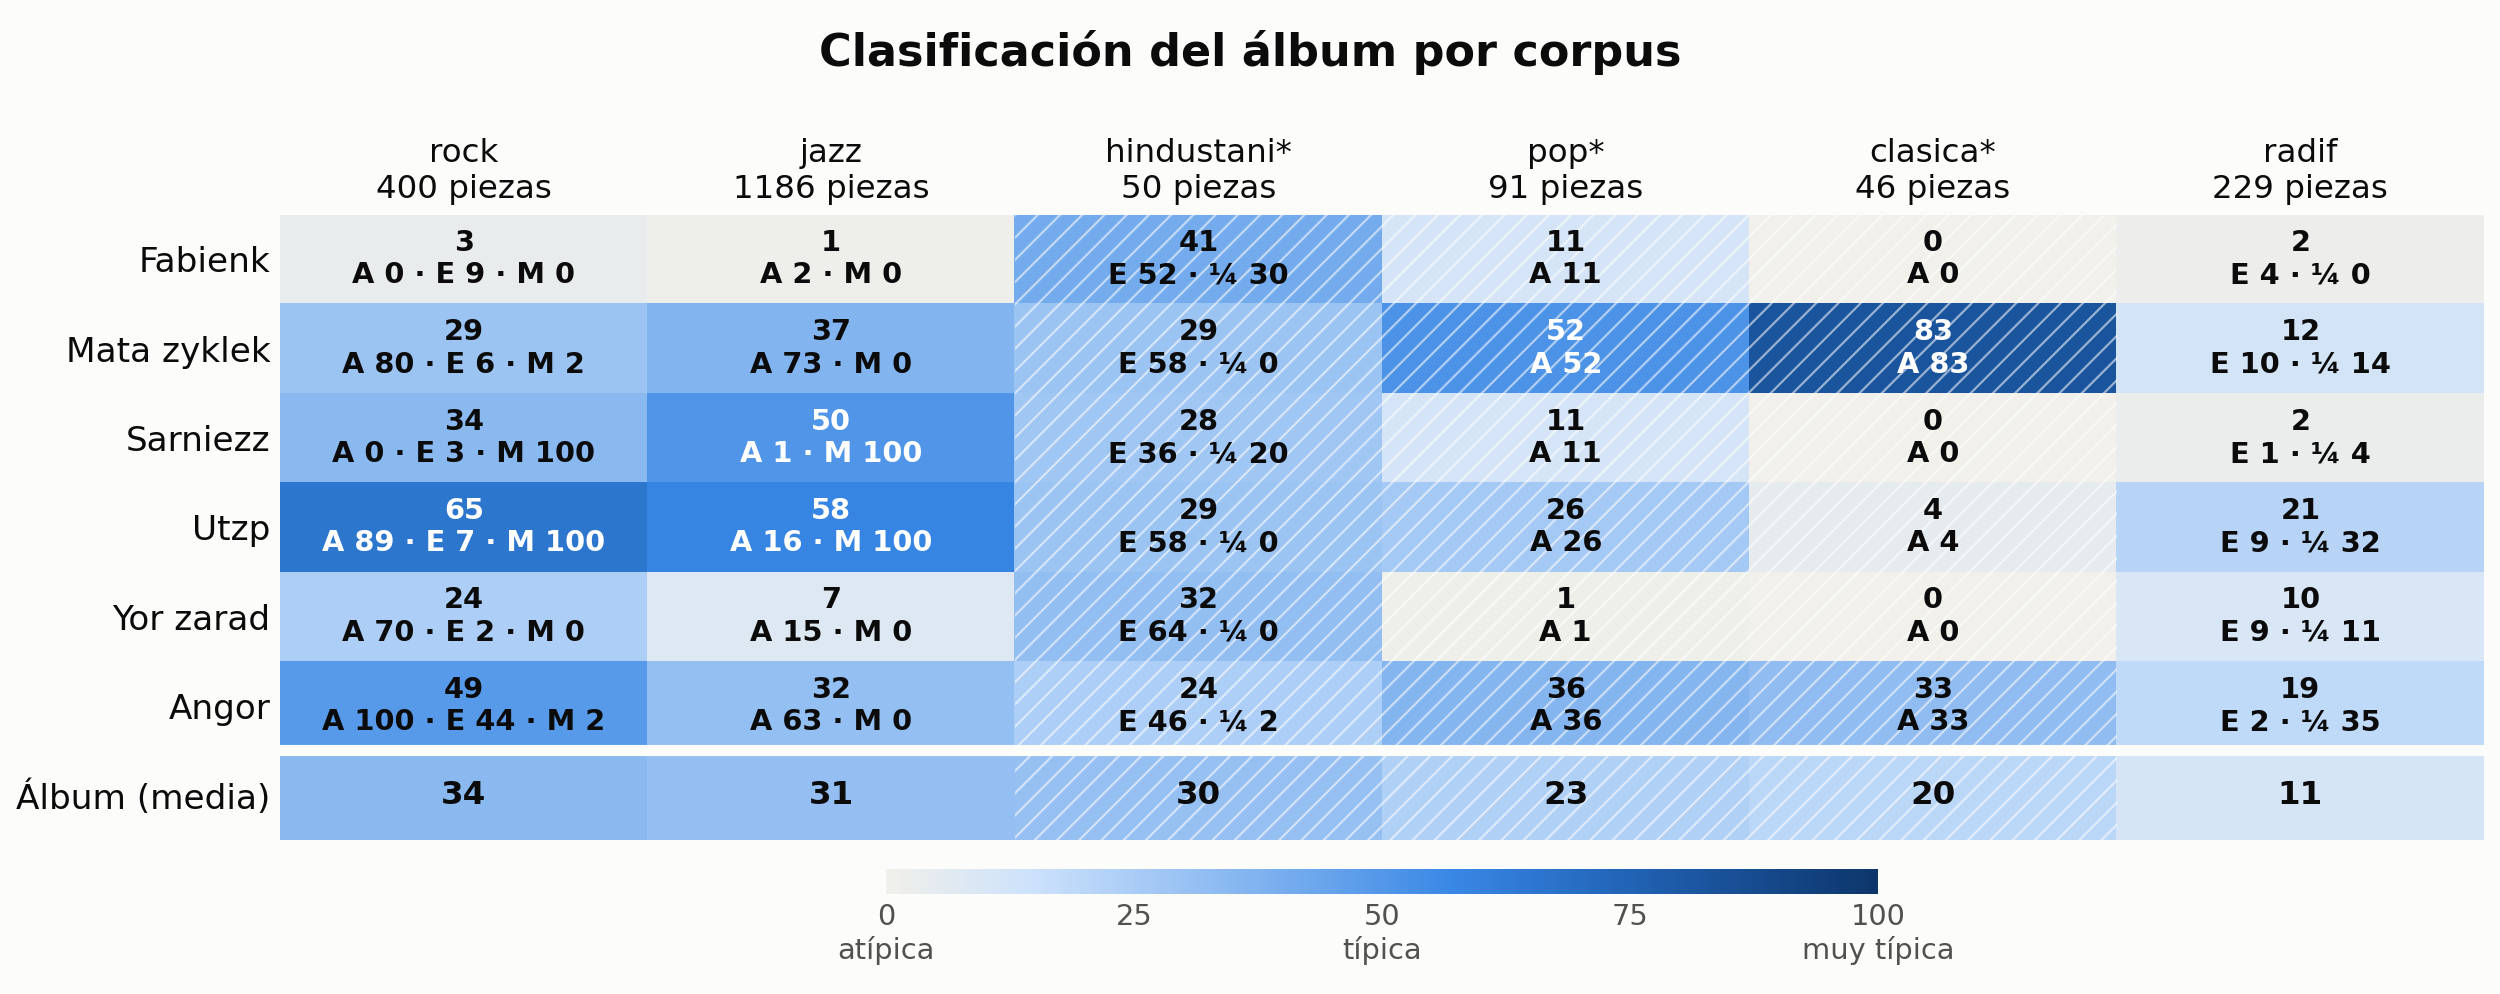 Clasificación del álbum por corpus
rock jazz hindustani* pop* clasica* radif
400 piezas 1186 piezas 50 piezas 91 piezas 46 piezas 229 piezas
Fabienk
3 1 41 11 0 2
A 0 · E 9 · M 0 A 2 · M 0 E 52 · ¼ 30 A 11 A 0 E 4 · ¼ 0
Mata zyklek
29 37 29 52 83 12
A 80 · E 6 · M 2 A 73 · M 0 E 58 · ¼ 0 A 52 A 83 E 10 · ¼ 14
Sarniezz
34 50 28 11 0 2
A 0 · E 3 · M 100 A 1 · M 100 E 36 · ¼ 20 A 11 A 0 E 1 · ¼ 4
Utzp
65 58 29 26 4 21
A 89 · E 7 · M 100 A 16 · M 100 E 58 · ¼ 0 A 26 A 4 E 9 · ¼ 32
Yor zarad
24 7 32 1 0 10
A 70 · E 2 · M 0 A 15 · M 0 E 64 · ¼ 0 A 1 A 0 E 9 · ¼ 11
Angor
49 32 24 36 33 19
A 100 · E 44 · M 2 A 63 · M 0 E 46 · ¼ 2 A 36 A 33 E 2 · ¼ 35
Álbum (media) 34 31 30 23 20 11
0 25 50 75 100
atípica típica muy típica